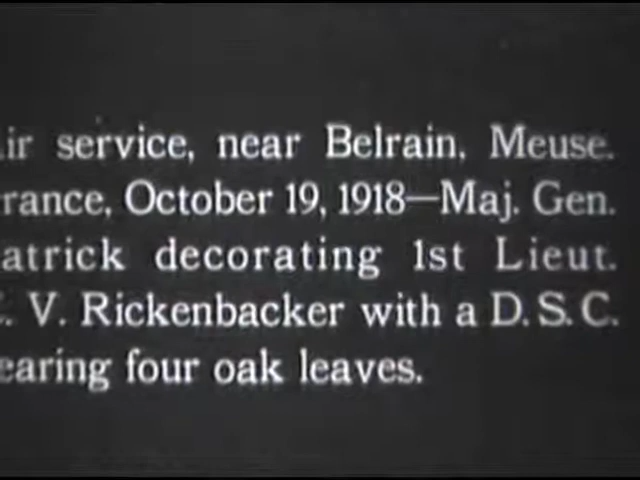 ir service, near Belrain, Meuse.
rance, October 19, 1918—Maj. Gen.
atrick decorating 1st Lieut.
. V. Rickenbacker with a D. S. C.
earing four oak leaves.